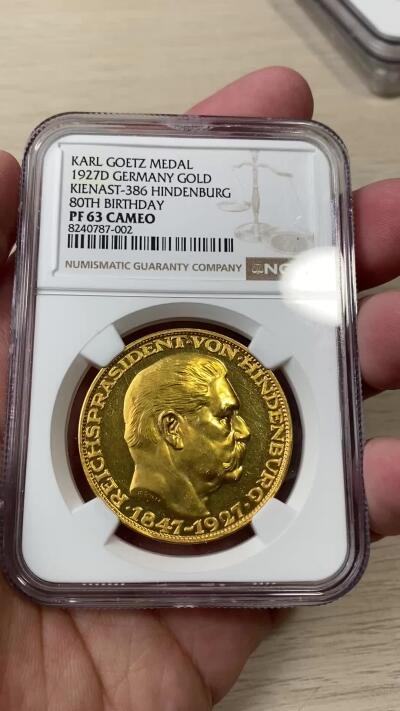 KARL GOETZ MEDAL
1927D GERMANY GOLD
KIENAST-386 HINDENBURG
80TH BIRTHDAY
PF 63 CAMEO
8240787-002
NUMISMATIC GUARANTY COMPANY NGC
REICHSPRÄSIDENT·VON·HINDENBURG·
·1847-1927·